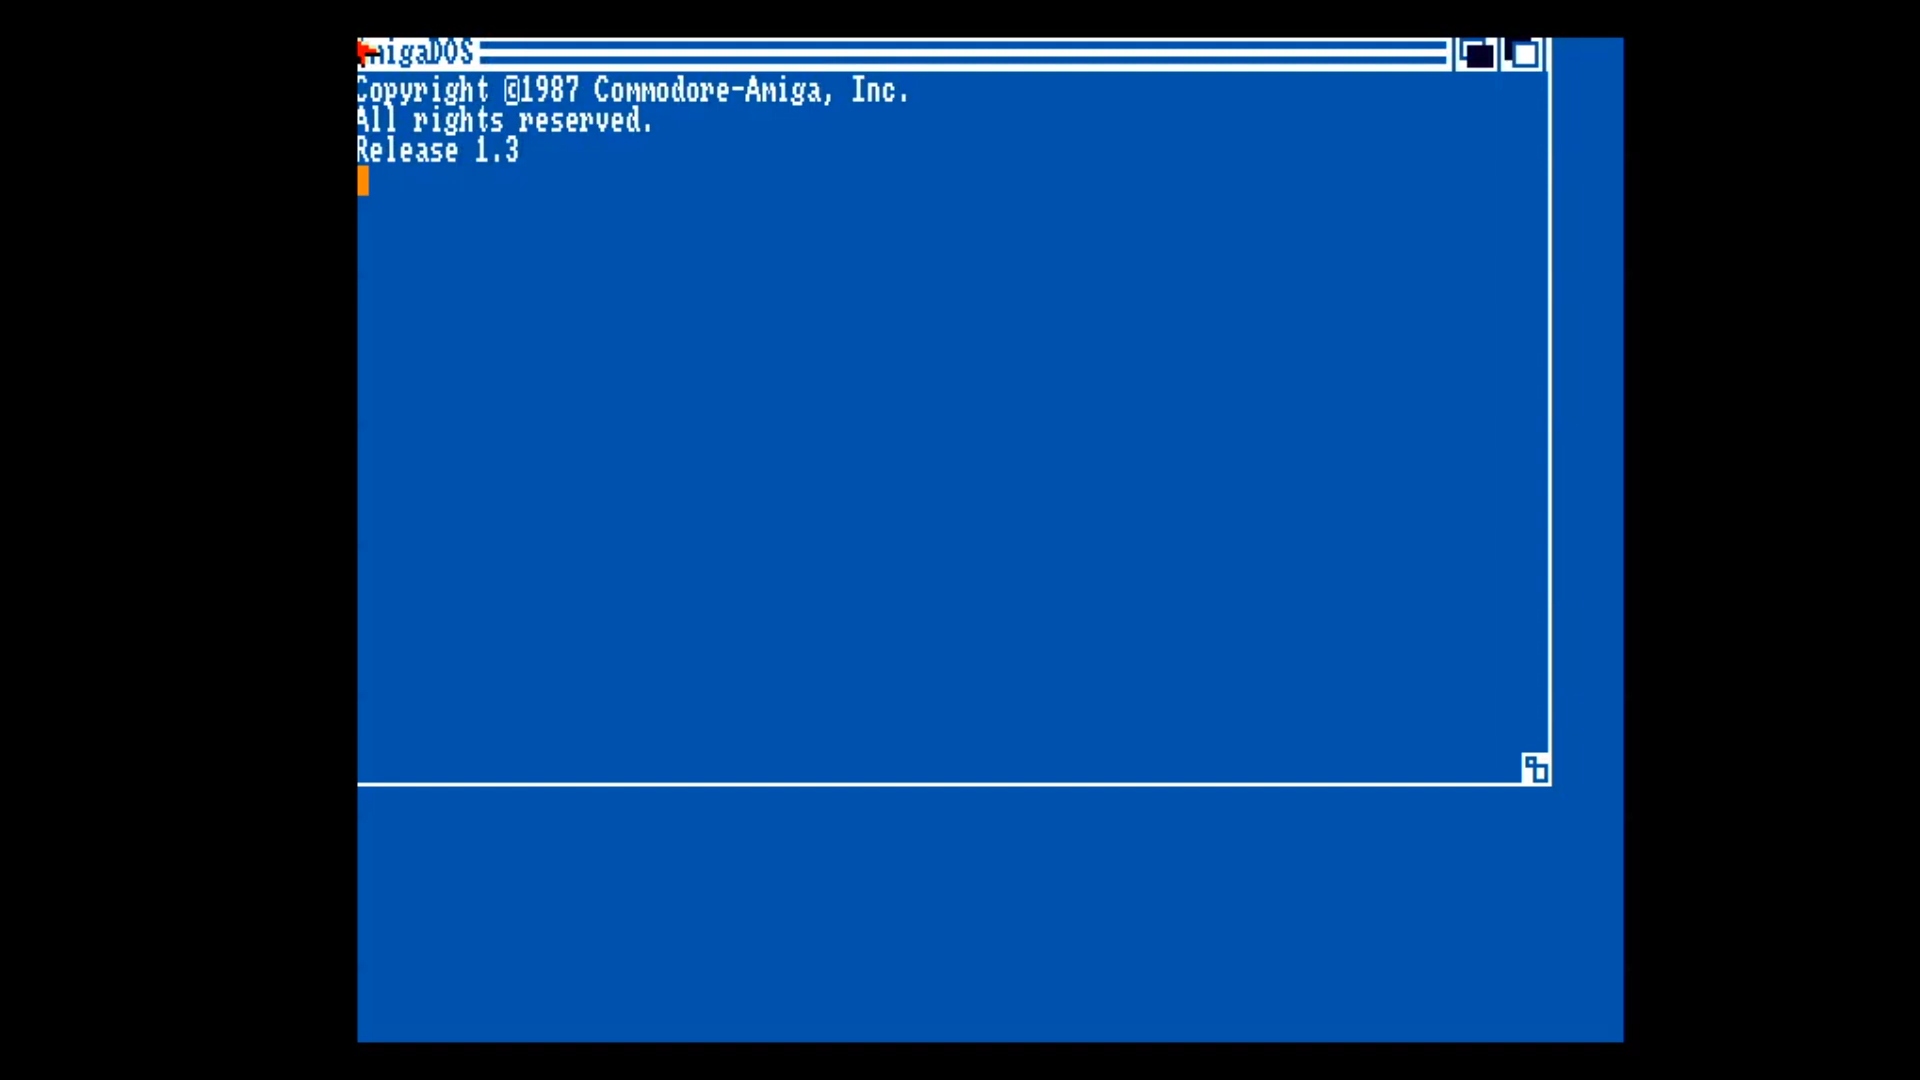 AmigaDOS
Copyright ©1987 Commodore-Amiga, Inc.
All rights reserved.
Release 1.3